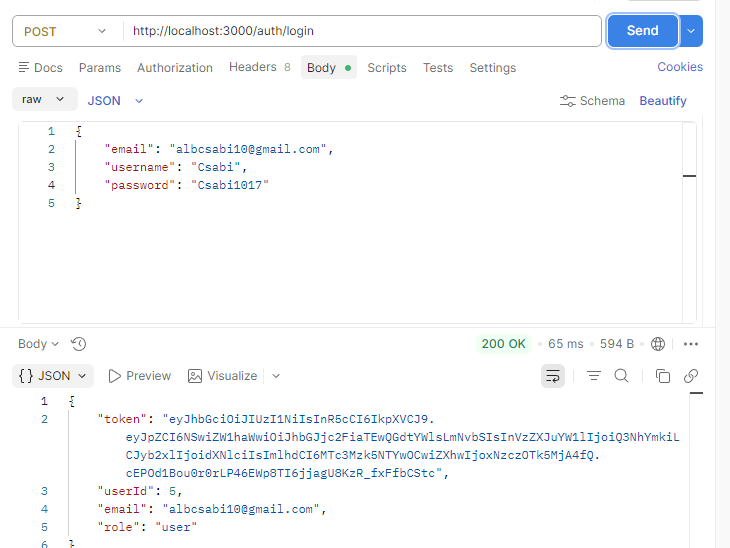 POST http://localhost:3000/auth/login Send
Docs Params Authorization Headers 8 Body Scripts Tests Settings Cookies
raw JSON Schema Beautify
1 {
2 "email": "albcsabi10@gmail.com",
3 "username": "Csabi",
4 "password": "Csabi1017"
5 }
Body 200 OK 65 ms 594 B
{} JSON Preview Visualize
1 {
2 "token": "eyJhbGciOiJIUzI1NiIsInR5cCI6IkpXVCJ9.
eyJpZCI6NSwiZW1haWwiOiJhbGJjc2FiaTEwQGdtYWlsLmNvbSIsInVzZXJuYW1lIjoiQ3NhYmkiL
CJyb2xlIjoidXNlciIsImlhdCI6MTc3Mzk5NTYwOCwiZXhwIjoxNzczOTk5MjA4fQ.
cEPOd1Bou0r0rLP46EWp8TI6jjagU8KzR_fxFfbCStc",
3 "userId": 5,
4 "email": "albcsabi10@gmail.com",
5 "role": "user"
6 }